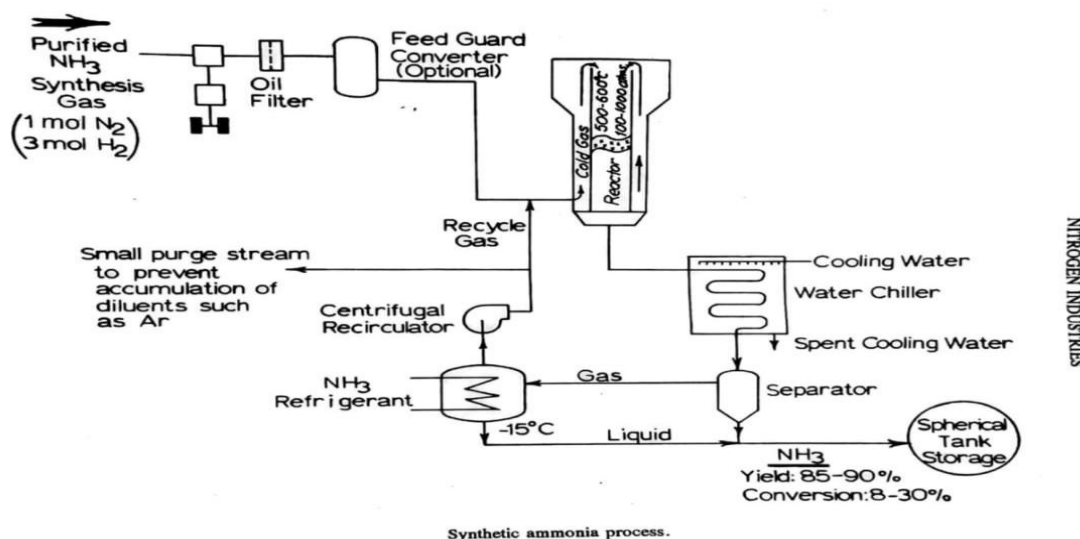 Purified
NH3
Synthesis
Gas
(1 mol N2
3 mol H2)
Oil
Filter
Feed Guard
Converter
(Optional)
Cold Gas
500-600°C
100-1000 atms
Reactor
Recycle
Gas
Small purge stream
to prevent
accumulation of
diluents such
as Ar
Centrifugal
Recirculator
Cooling Water
Water Chiller
Spent Cooling Water
NH3
Refrigerant
-15°C
Gas
Separator
Liquid
Spherical
Tank
Storage
NH3
Yield: 85-90%
Conversion:8-30%
NITROGEN INDUSTRIES
Synthetic ammonia process.